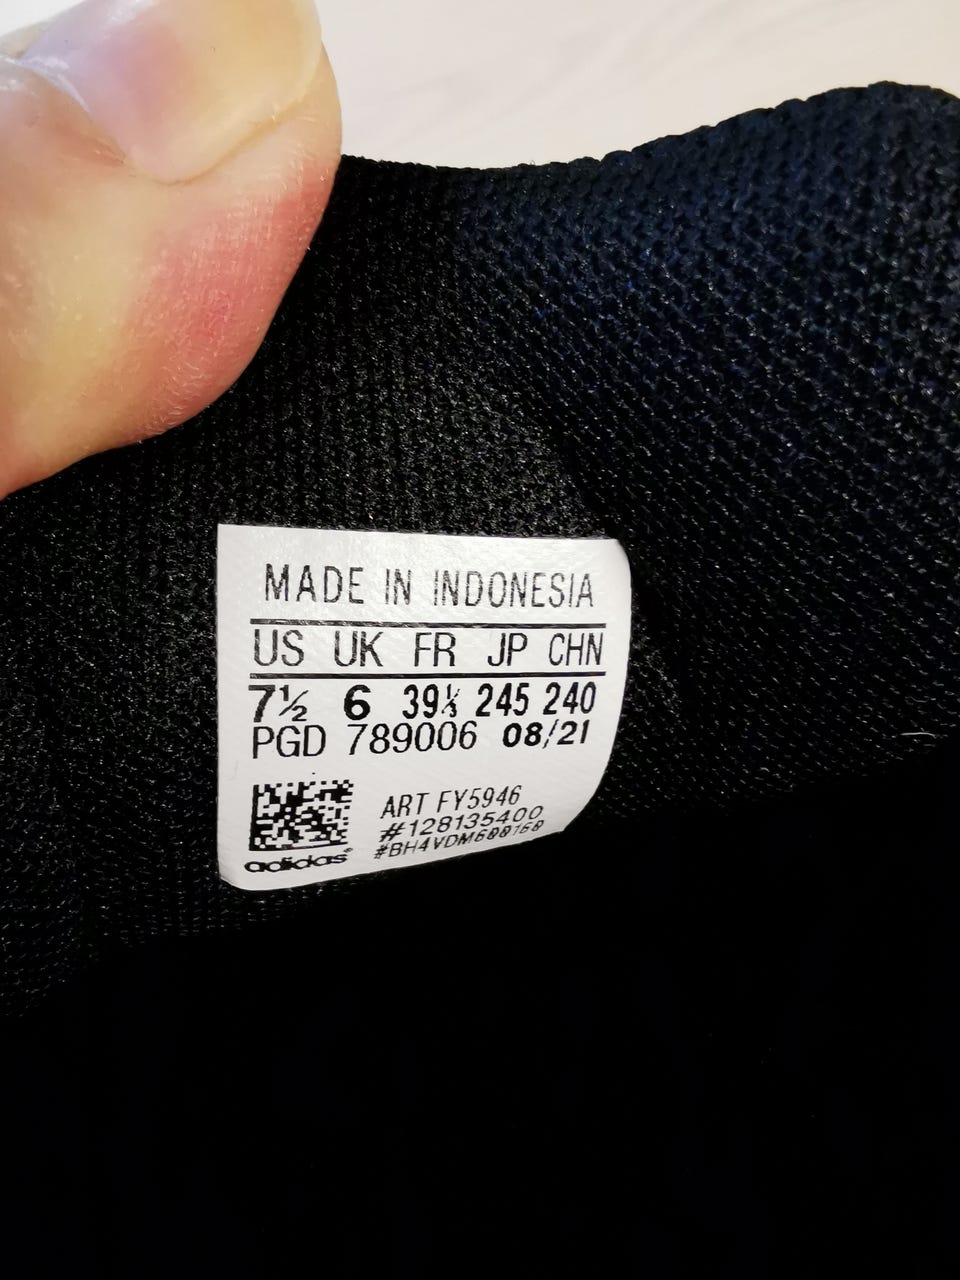 MADE IN INDONESIA
US UK FR JP CHN
7½ 6 39⅓ 245 240
PGD 789006 08/21
ART FY5946
#128135400
#BH4VDM600160
adidas®